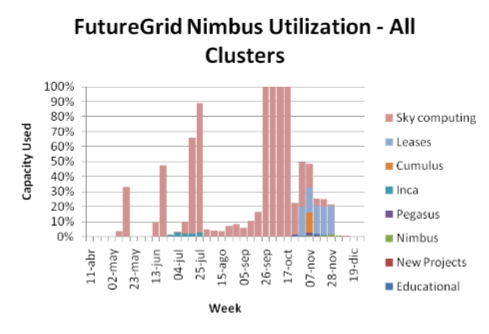 FutureGrid Nimbus Utilization - All
Clusters
100%
90%
80%
70%
60%
50%
40%
30%
20%
10%
0%
Capacity Used
11-abr
02-may
23-may
13-jun
04-jul
25-jul
15-ago
05-sep
26-sep
17-oct
07-nov
28-nov
19-dic
Week
Sky computing
Leases
Cumulus
Inca
Pegasus
Nimbus
New Projects
Educational